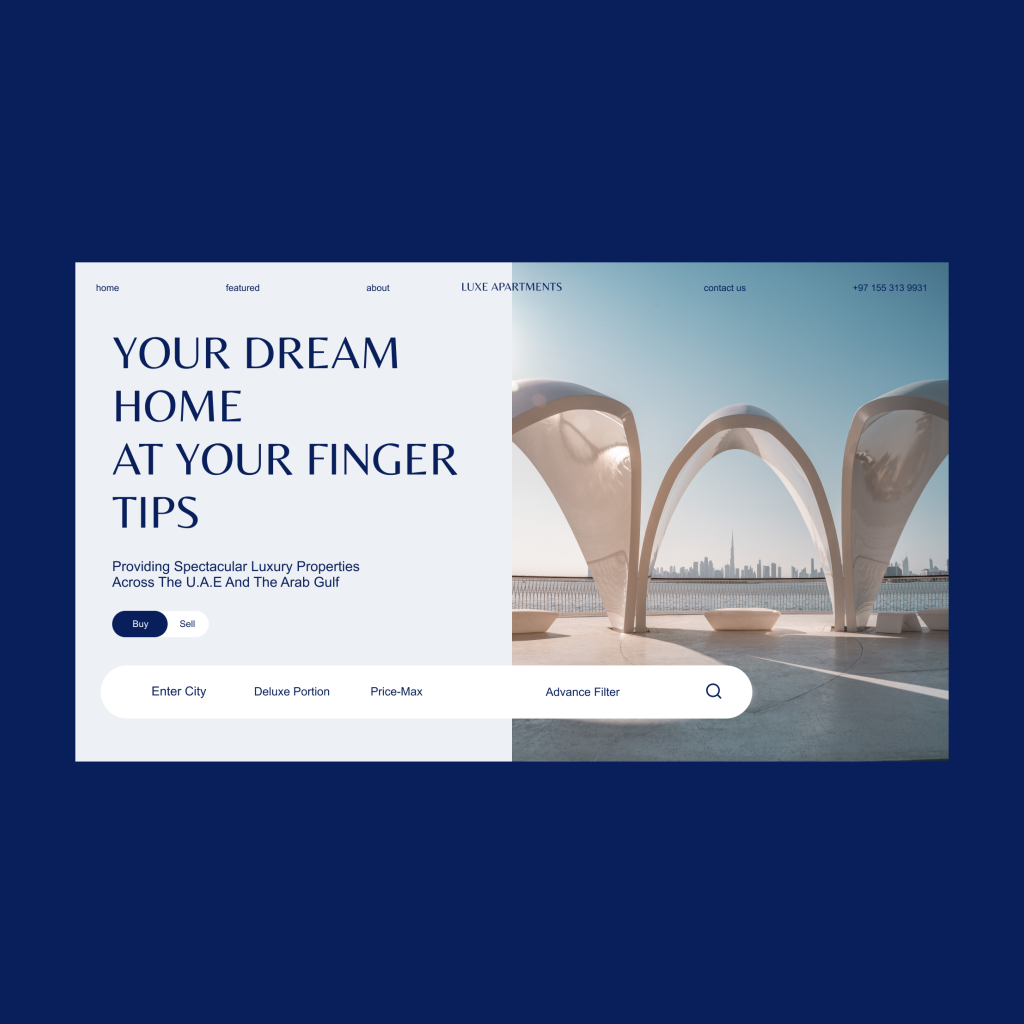 home featured about LUXE APARTMENTS contact us +97 155 313 9931
YOUR DREAM
HOME
AT YOUR FINGER
TIPS
Providing Spectacular Luxury Properties
Across The U.A.E And The Arab Gulf
Buy Sell
Enter City Deluxe Portion Price-Max Advance Filter